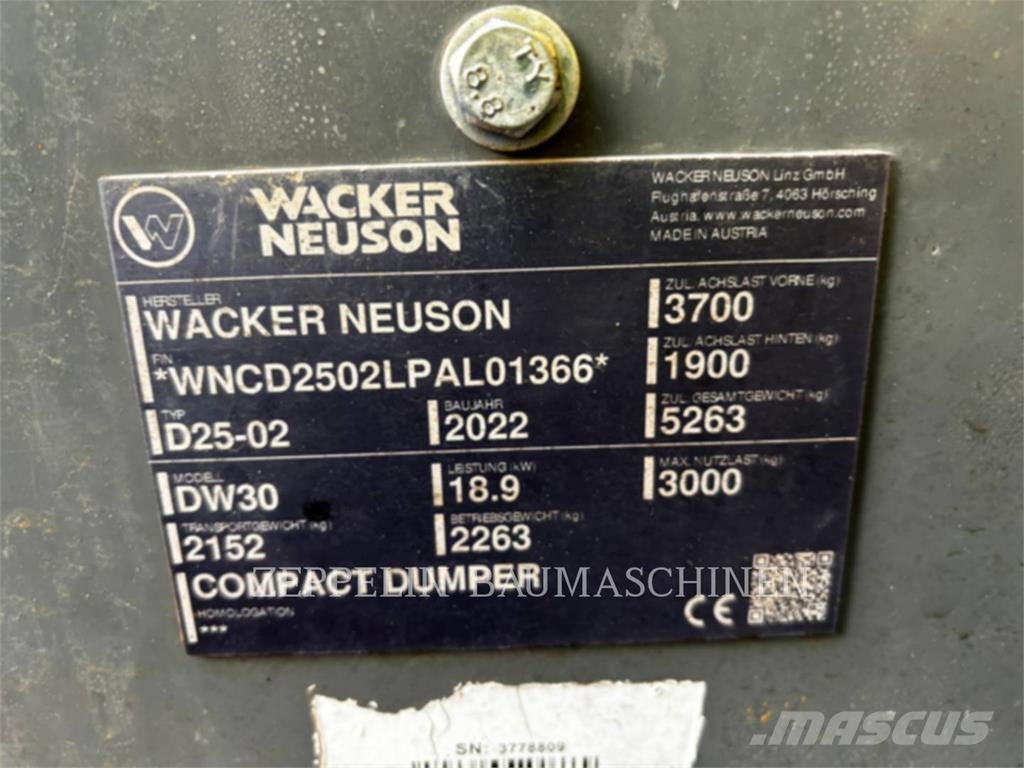 TY
8.8
W
WACKER
NEUSON
WACKER NEUSON Linz GmbH
Flughafenstraße 7, 4063 Hörsching
Austria, www.wackerneuson.com
MADE IN AUSTRIA
HERSTELLER
WACKER NEUSON
ZUL. ACHSLAST VORNE (kg)
3700
FIN
*WNCD2502LPAL01366*
ZUL. ACHSLAST HINTEN (kg)
1900
TYP
D25-02
BAUJAHR
2022
ZUL. GESAMTGEWICHT (kg)
5263
MODELL
DW30
LEISTUNG (kW)
18.9
MAX. NUTZLAST (kg)
3000
TRANSPORTGEWICHT (kg)
2152
BETRIEBSGEWICHT (kg)
2263
COMPACT DUMPER
ZEPPELIN BAUMASCHINEN
HOMOLOGATION
***
CE
SN: 3778809
MASCUS